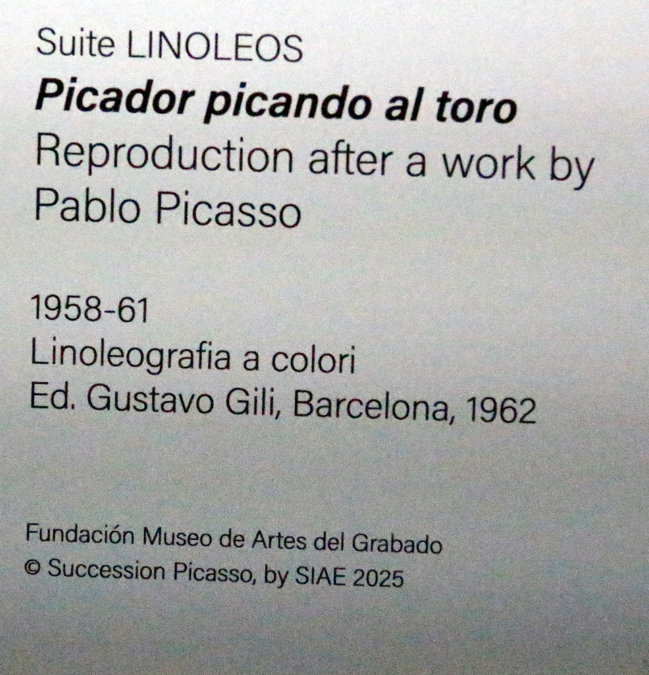 Suite LINOLEOS
Picador picando al toro
Reproduction after a work by
Pablo Picasso
1958-61
Linoleografia a colori
Ed. Gustavo Gili, Barcelona, 1962
Fundación Museo de Artes del Grabado
© Succession Picasso, by SIAE 2025